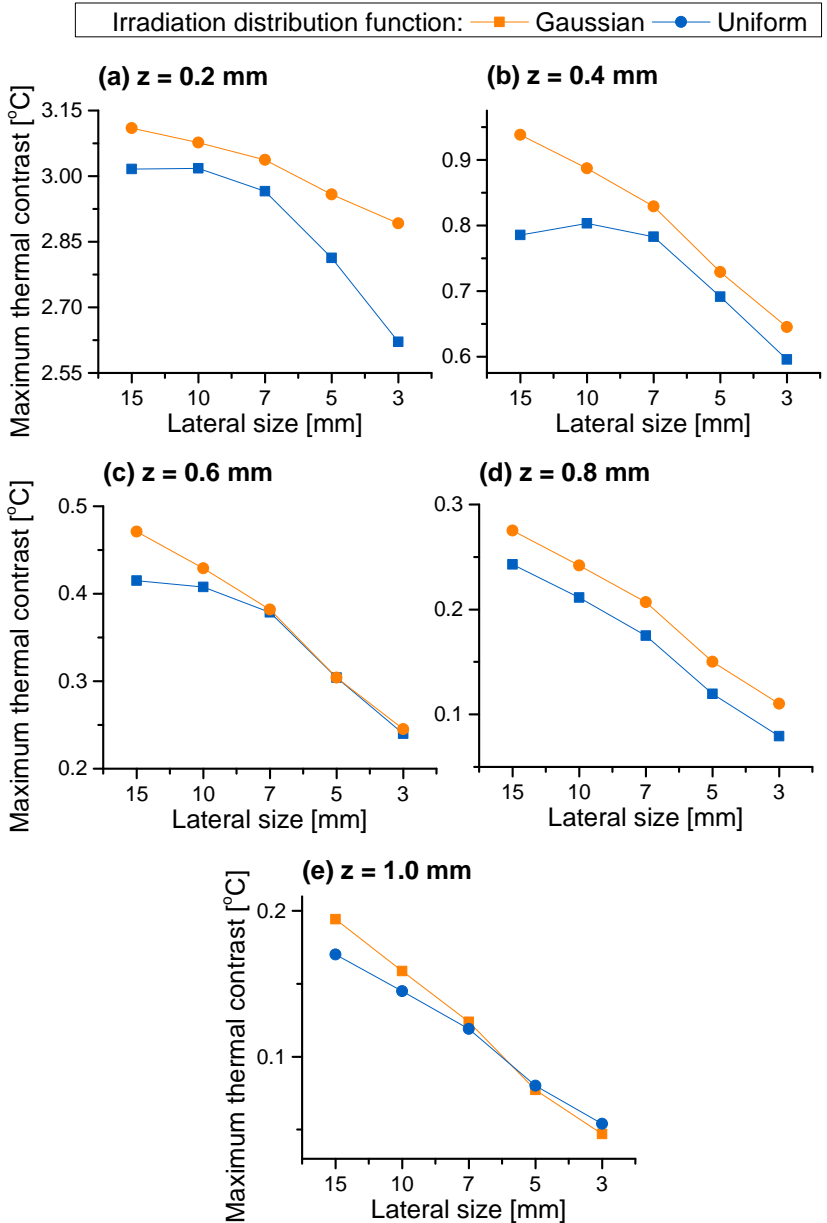 Irradiation distribution function: Gaussian Uniform
(a) z = 0.2 mm
(b) z = 0.4 mm
Maximum thermal contrast [°C]
3.15
3.00
2.85
2.70
2.55
15 10 7 5 3
Lateral size [mm]
0.9
0.8
0.7
0.6
15 10 7 5 3
Lateral size [mm]
(c) z = 0.6 mm
(d) z = 0.8 mm
Maximum thermal contrast [°C]
0.5
0.4
0.3
0.2
15 10 7 5 3
Lateral size [mm]
0.3
0.2
0.1
15 10 7 5 3
Lateral size [mm]
(e) z = 1.0 mm
Maximum thermal contrast [°C]
0.2
0.1
15 10 7 5 3
Lateral size [mm]